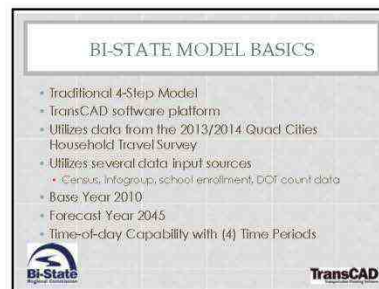 BI-STATE MODEL BASICS
• Traditional 4-Step Model
• TransCAD software platform
• Utilizes data from the 2013/2014 Quad Cities
Household Travel Survey
• Utilizes several data input sources
• Census, infogroup, school enrollment, DOT count data
• Base Year 2010
• Forecast Year 2045
• Time-of-day Capability with (4) Time Periods
Bi-State
Regional Commission
TransCAD